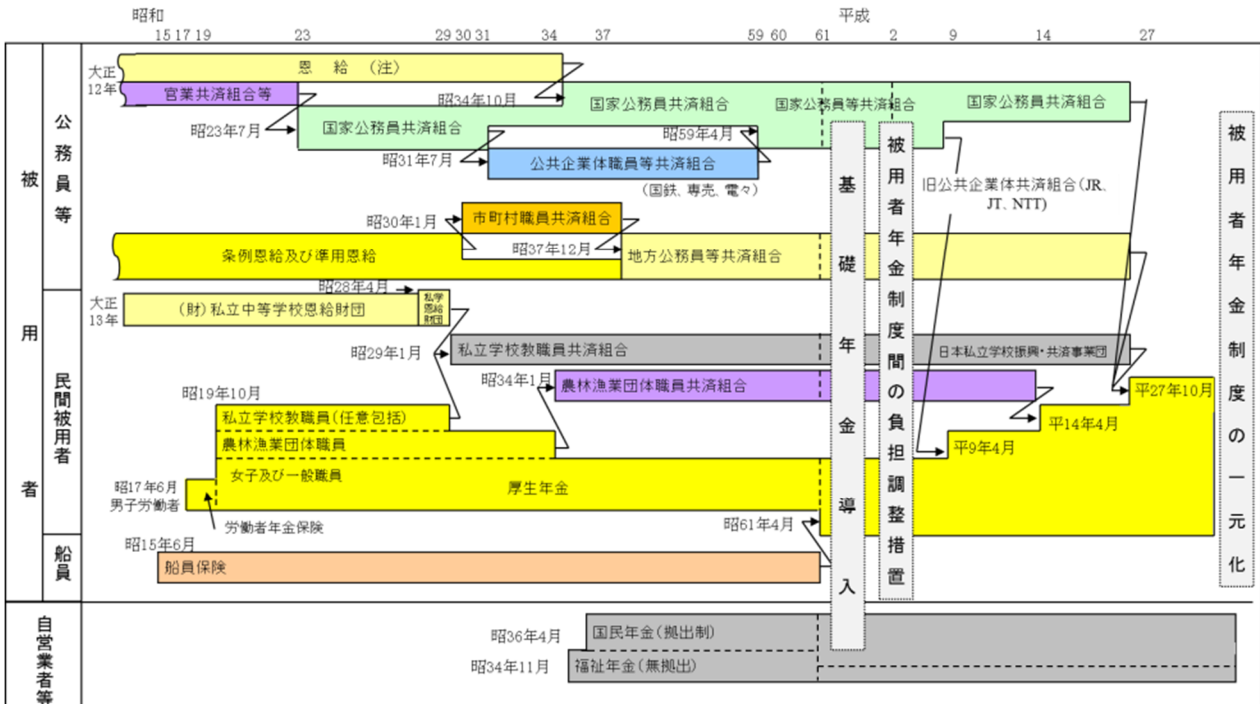 昭和
平成
15 17 19 23 29 30 31 34 37 59 60 61 2 9 14 27
被用者
公務員等
民間被用者
船員
自営業者等
大正
12年
恩 給 (注)
官業共済組合等
昭34年10月
国家公務員共済組合
国家公務員等共済組合
国家公務員共済組合
昭23年7月
国家公務員共済組合
昭59年4月
昭31年7月
公共企業体職員等共済組合
(国鉄、専売、電々)
旧公共企業体共済組合(JR、
JT、NTT)
昭30年1月
市町村職員共済組合
昭37年12月
条例恩給及び準用恩給
地方公務員等共済組合
昭28年4月
大正
13年
(財)私立中等学校恩給財団
私学
恩給
財団
昭29年1月
私立学校教職員共済組合
日本私立学校振興・共済事業団
昭34年1月
農林漁業団体職員共済組合
平27年10月
昭19年10月
私立学校教職員(任意包括)
平14年4月
農林漁業団体職員
平9年4月
女子及び一般職員
厚生年金
昭17年6月
男子労働者
労働者年金保険
昭61年4月
昭15年6月
船員保険
基礎年金導入
被用者年金制度間の負担調整措置
被用者年金制度の一元化
昭36年4月
国民年金(拠出制)
昭34年11月
福祉年金(無拠出)